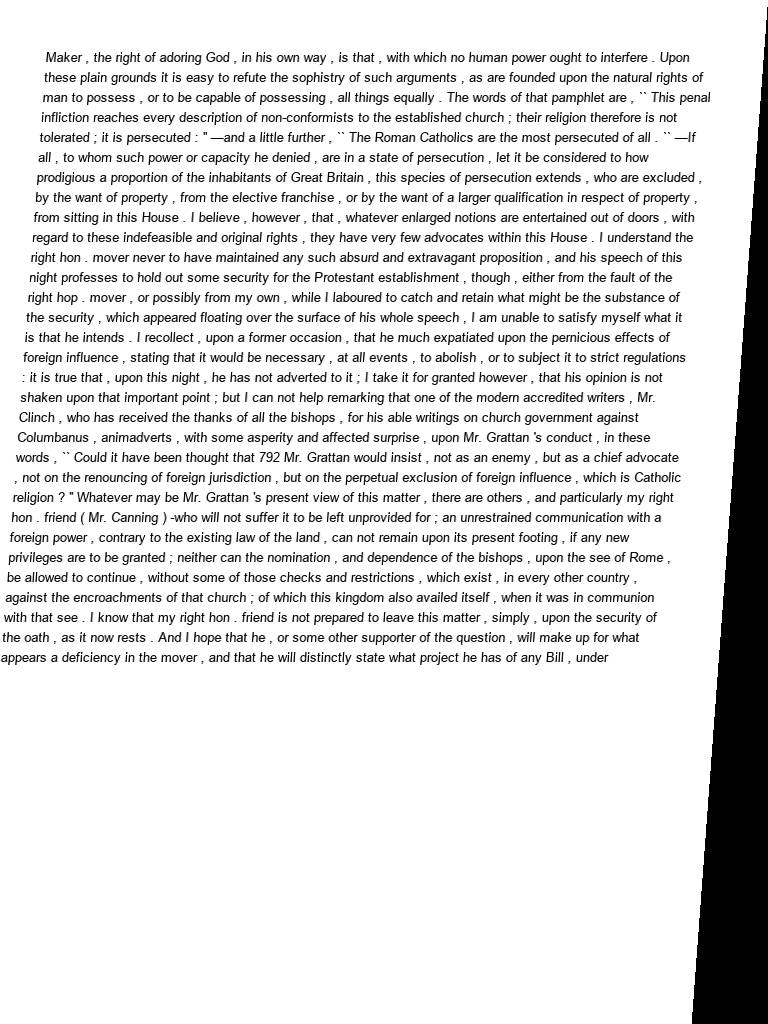 Maker , the right of adoring God , in his own way , is that , with which no human power ought to interfere . Upon
these plain grounds it is easy to refute the sophistry of such arguments , as are founded upon the natural rights of
man to possess , or to be capable of possessing , all things equally . The words of that pamphlet are , `` This penal
infliction reaches every description of non-conformists to the established church ; their religion therefore is not
tolerated ; it is persecuted : " —and a little further , `` The Roman Catholics are the most persecuted of all . `` —If
all , to whom such power or capacity he denied , are in a state of persecution , let it be considered to how
prodigious a proportion of the inhabitants of Great Britain , this species of persecution extends , who are excluded ,
by the want of property , from the elective franchise , or by the want of a larger qualification in respect of property ,
from sitting in this House . I believe , however , that , whatever enlarged notions are entertained out of doors , with
regard to these indefeasible and original rights , they have very few advocates within this House . I understand the
right hon . mover never to have maintained any such absurd and extravagant proposition , and his speech of this
night professes to hold out some security for the Protestant establishment , though , either from the fault of the
right hop . mover , or possibly from my own , while I laboured to catch and retain what might be the substance of
the security , which appeared floating over the surface of his whole speech , I am unable to satisfy myself what it
is that he intends . I recollect , upon a former occasion , that he much expatiated upon the pernicious effects of
foreign influence , stating that it would be necessary , at all events , to abolish , or to subject it to strict regulations
: it is true that , upon this night , he has not adverted to it ; I take it for granted however , that his opinion is not
shaken upon that important point ; but I can not help remarking that one of the modern accredited writers , Mr.
Clinch , who has received the thanks of all the bishops , for his able writings on church government against
Columbanus , animadverts , with some asperity and affected surprise , upon Mr. Grattan 's conduct , in these
words , `` Could it have been thought that 792 Mr. Grattan would insist , not as an enemy , but as a chief advocate
, not on the renouncing of foreign jurisdiction , but on the perpetual exclusion of foreign influence , which is Catholic
religion ? " Whatever may be Mr. Grattan 's present view of this matter , there are others , and particularly my right
hon . friend ( Mr. Canning ) -who will not suffer it to be left unprovided for ; an unrestrained communication with a
foreign power , contrary to the existing law of the land , can not remain upon its present footing , if any new
privileges are to be granted ; neither can the nomination , and dependence of the bishops , upon the see of Rome ,
be allowed to continue , without some of those checks and restrictions , which exist , in every other country ,
against the encroachments of that church ; of which this kingdom also availed itself , when it was in communion
with that see . I know that my right hon . friend is not prepared to leave this matter , simply , upon the security of
the oath , as it now rests . And I hope that he , or some other supporter of the question , will make up for what
appears a deficiency in the mover , and that he will distinctly state what project he has of any Bill , under